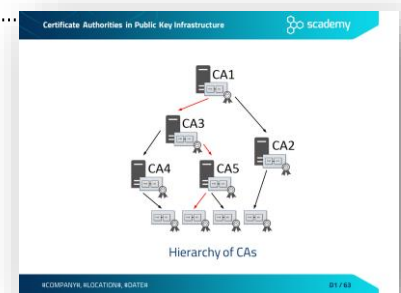 Certificate Authorities in Public Key Infrastructure
scademy
CA1
CA3
CA2
CA4
CA5
Hierarchy of CAs
#COMPANY#, #LOCATION#, #DATE#
D1 / 63